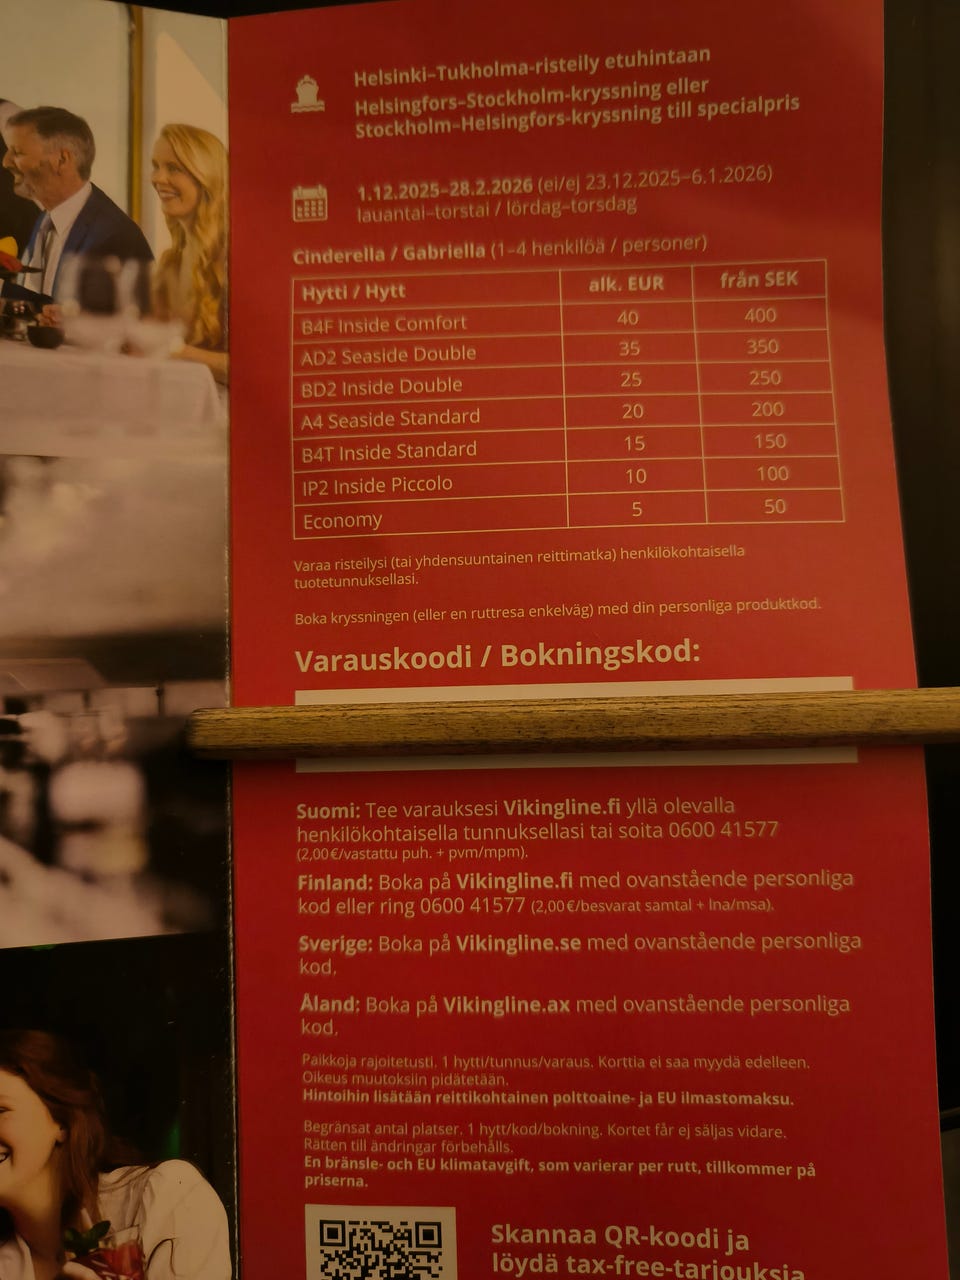 Helsinki–Tukholma-risteily etuhintaan
Helsingfors–Stockholm-kryssning eller
Stockholm–Helsingfors-kryssning till specialpris
1.12.2025–28.2.2026 (ei/ej 23.12.2025–6.1.2026)
lauantai–torstai / lördag–torsdag
Cinderella / Gabriella (1–4 henkilöä / personer)
Hytti / Hytt alk. EUR från SEK
B4F Inside Comfort 40 400
AD2 Seaside Double 35 350
BD2 Inside Double 25 250
A4 Seaside Standard 20 200
B4T Inside Standard 15 150
IP2 Inside Piccolo 10 100
Economy 5 50
Varaa risteilysi (tai yhdensuuntainen reittimatka) henkilökohtaisella
tuotetunnuksellasi.
Boka kryssningen (eller en ruttresa enkelväg) med din personliga produktkod.
Varauskoodi / Bokningskod:
Suomi: Tee varauksesi Vikingline.fi yllä olevalla
henkilökohtaisella tunnuksellasi tai soita 0600 41577
(2,00€/vastattu puh. + pvm/mpm).
Finland: Boka på Vikingline.fi med ovanstående personliga
kod eller ring 0600 41577 (2,00€/besvarat samtal + lna/msa).
Sverige: Boka på Vikingline.se med ovanstående personliga
kod.
Åland: Boka på Vikingline.ax med ovanstående personliga
kod.
Paikkoja rajoitetusti. 1 hytti/tunnus/varaus. Korttia ei saa myydä edelleen.
Oikeus muutoksiin pidätetään.
Hintoihin lisätään reittikohtainen polttoaine- ja EU ilmastomaksu.
Begränsat antal platser. 1 hytt/kod/bokning. Kortet får ej säljas vidare.
Rätten till ändringar förbehålls.
En bränsle- och EU klimatavgift, som varierar per rutt, tillkommer på
priserna.
Skannaa QR-koodi ja
löydä tax-free-tarjouksia